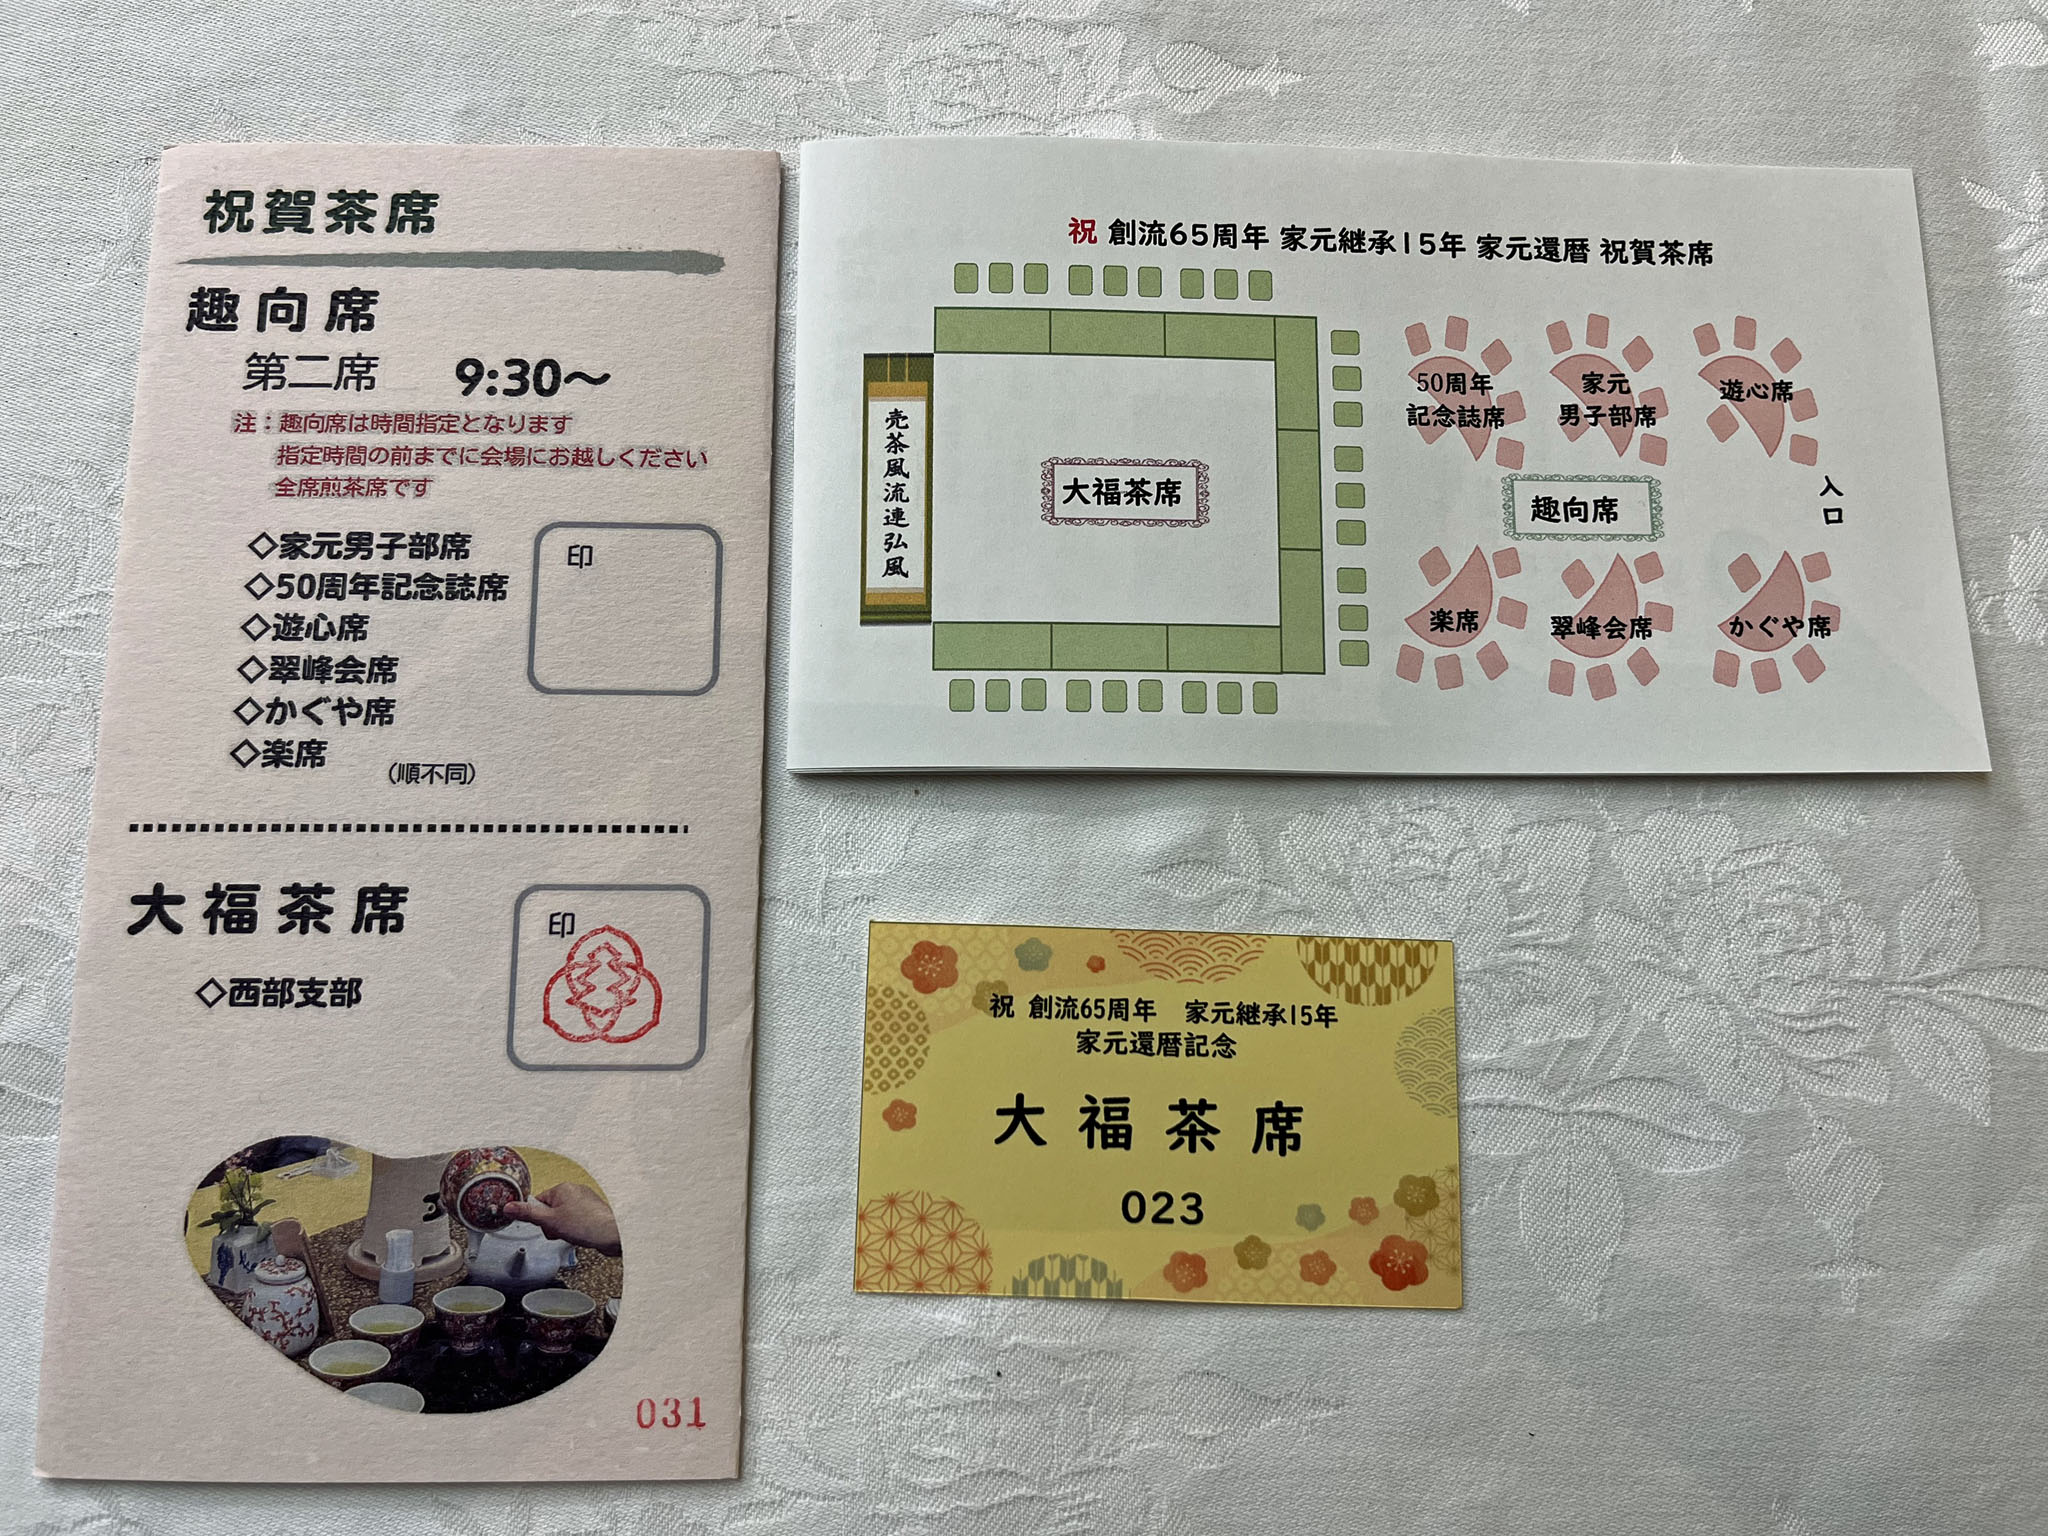 祝賀茶席
趣向席
第二席 9:30〜
注：趣向席は時間指定となります
指定時間の前までに会場にお越しください
全席煎茶席です
◇家元男子部席
◇50周年記念誌席
◇遊心席
◇翠峰会席
◇かぐや席
◇楽席
(順不同)
印
大福茶席
◇西部支部
印
031
祝 創流65周年 家元継承15年 家元還暦 祝賀茶席
売茶風流連弘風
大福茶席
50周年
記念誌席
家元
男子部席
遊心席
趣向席
入口
楽席
翠峰会席
かぐや席
祝 創流65周年 家元継承15年
家元還暦記念
大福茶席
023